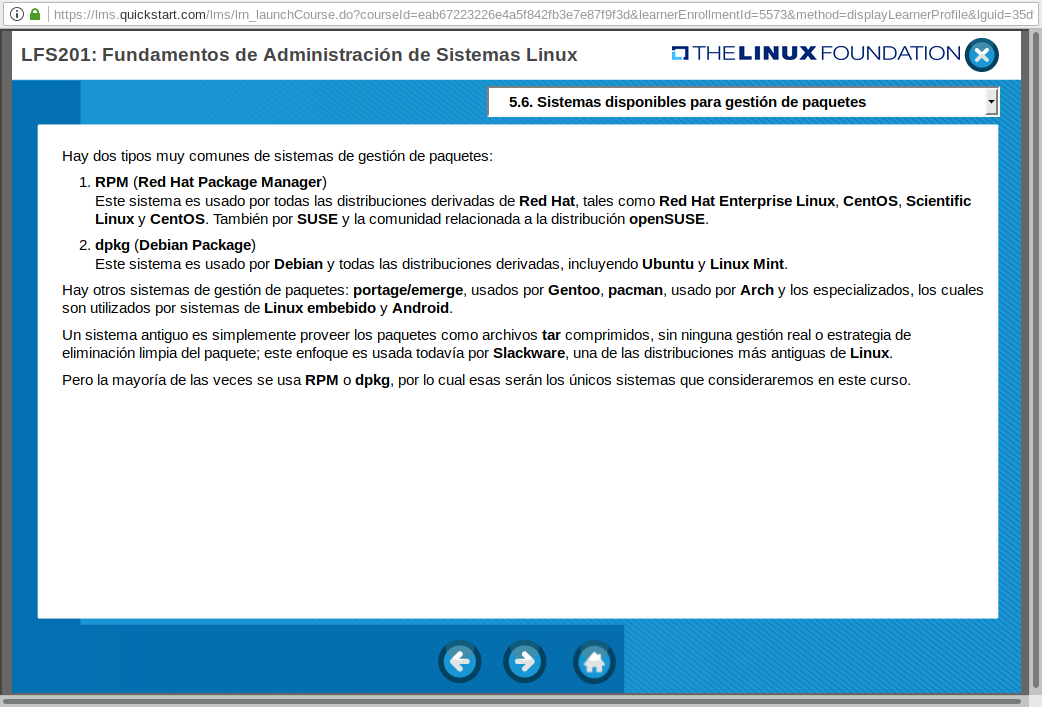 https://lms.quickstart.com/lms/lrn_launchCourse.do?courseId=eab67223226e4a5f842fb3e7e87f9f3d&learnerEnrollmentId=5573&method=displayLearnerProfile&lguid=35d
LFS201: Fundamentos de Administración de Sistemas Linux
THE LINUX FOUNDATION
5.6. Sistemas disponibles para gestión de paquetes
Hay dos tipos muy comunes de sistemas de gestión de paquetes:
1. RPM (Red Hat Package Manager)
Este sistema es usado por todas las distribuciones derivadas de Red Hat, tales como Red Hat Enterprise Linux, CentOS, Scientific
Linux y CentOS. También por SUSE y la comunidad relacionada a la distribución openSUSE.
2. dpkg (Debian Package)
Este sistema es usado por Debian y todas las distribuciones derivadas, incluyendo Ubuntu y Linux Mint.
Hay otros sistemas de gestión de paquetes: portage/emerge, usados por Gentoo, pacman, usado por Arch y los especializados, los cuales
son utilizados por sistemas de Linux embebido y Android.
Un sistema antiguo es simplemente proveer los paquetes como archivos tar comprimidos, sin ninguna gestión real o estrategia de
eliminación limpia del paquete; este enfoque es usada todavía por Slackware, una de las distribuciones más antiguas de Linux.
Pero la mayoría de las veces se usa RPM o dpkg, por lo cual esas serán los únicos sistemas que consideraremos en este curso.